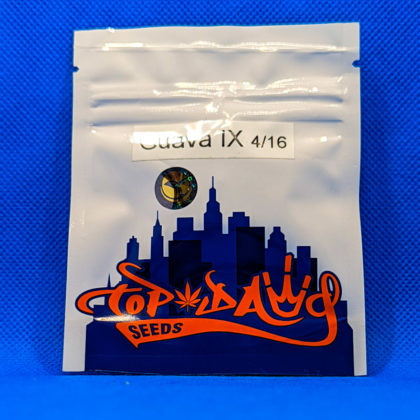 Guava iX 4/16
TOP DAWG
SEEDS